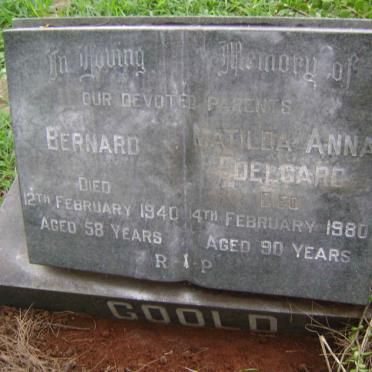 In Loving Memory of
OUR DEVOTED PARENTS
BERNARD
DIED
12TH FEBRUARY 1940
AGED 58 YEARS
MATILDA ANNA
EDELGARD
DIED
4TH FEBRUARY 1980
AGED 90 YEARS
R I P
GOOLD